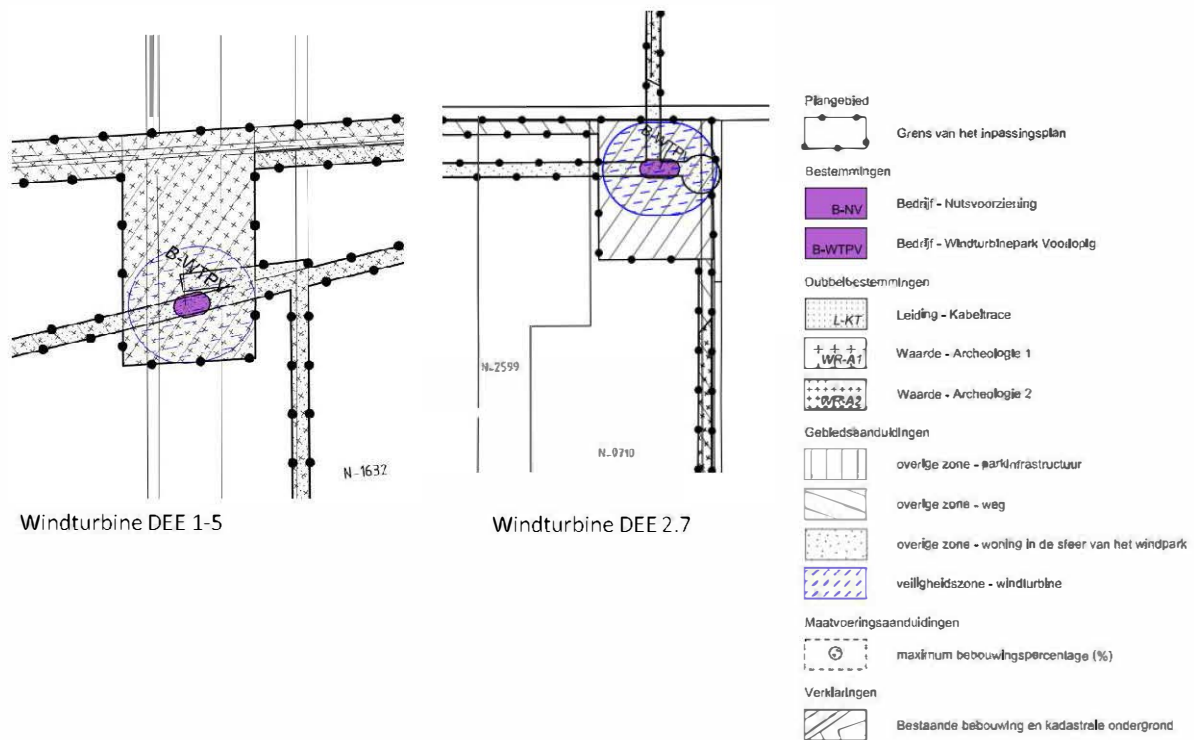 B-WTPV
N-1632
Windturbine DEE 1-5
B-WTPV
N-2599
N-0710
Windturbine DEE 2.7
Plangebied
Grens van het inpassingsplan
Bestemmingen
B-NV
Bedrijf - Nutsvoorziening
B-WTPV
Bedrijf - Windturbinepark Voorlopig
Dubbelbestemmingen
L-KT
Leiding - Kabeltrace
WR-A1
Waarde - Archeologie 1
WR-A2
Waarde - Archeologie 2
Gebiedsaanduidingen
overige zone - parkinfrastructuur
overige zone - weg
overige zone - woning in de sfeer van het windpark
veiligheidszone - windturbine
Maatvoeringsaanduidingen
maximum bebouwingspercentage (%)
Verklaringen
Bestaande bebouwing en kadastrale ondergrond